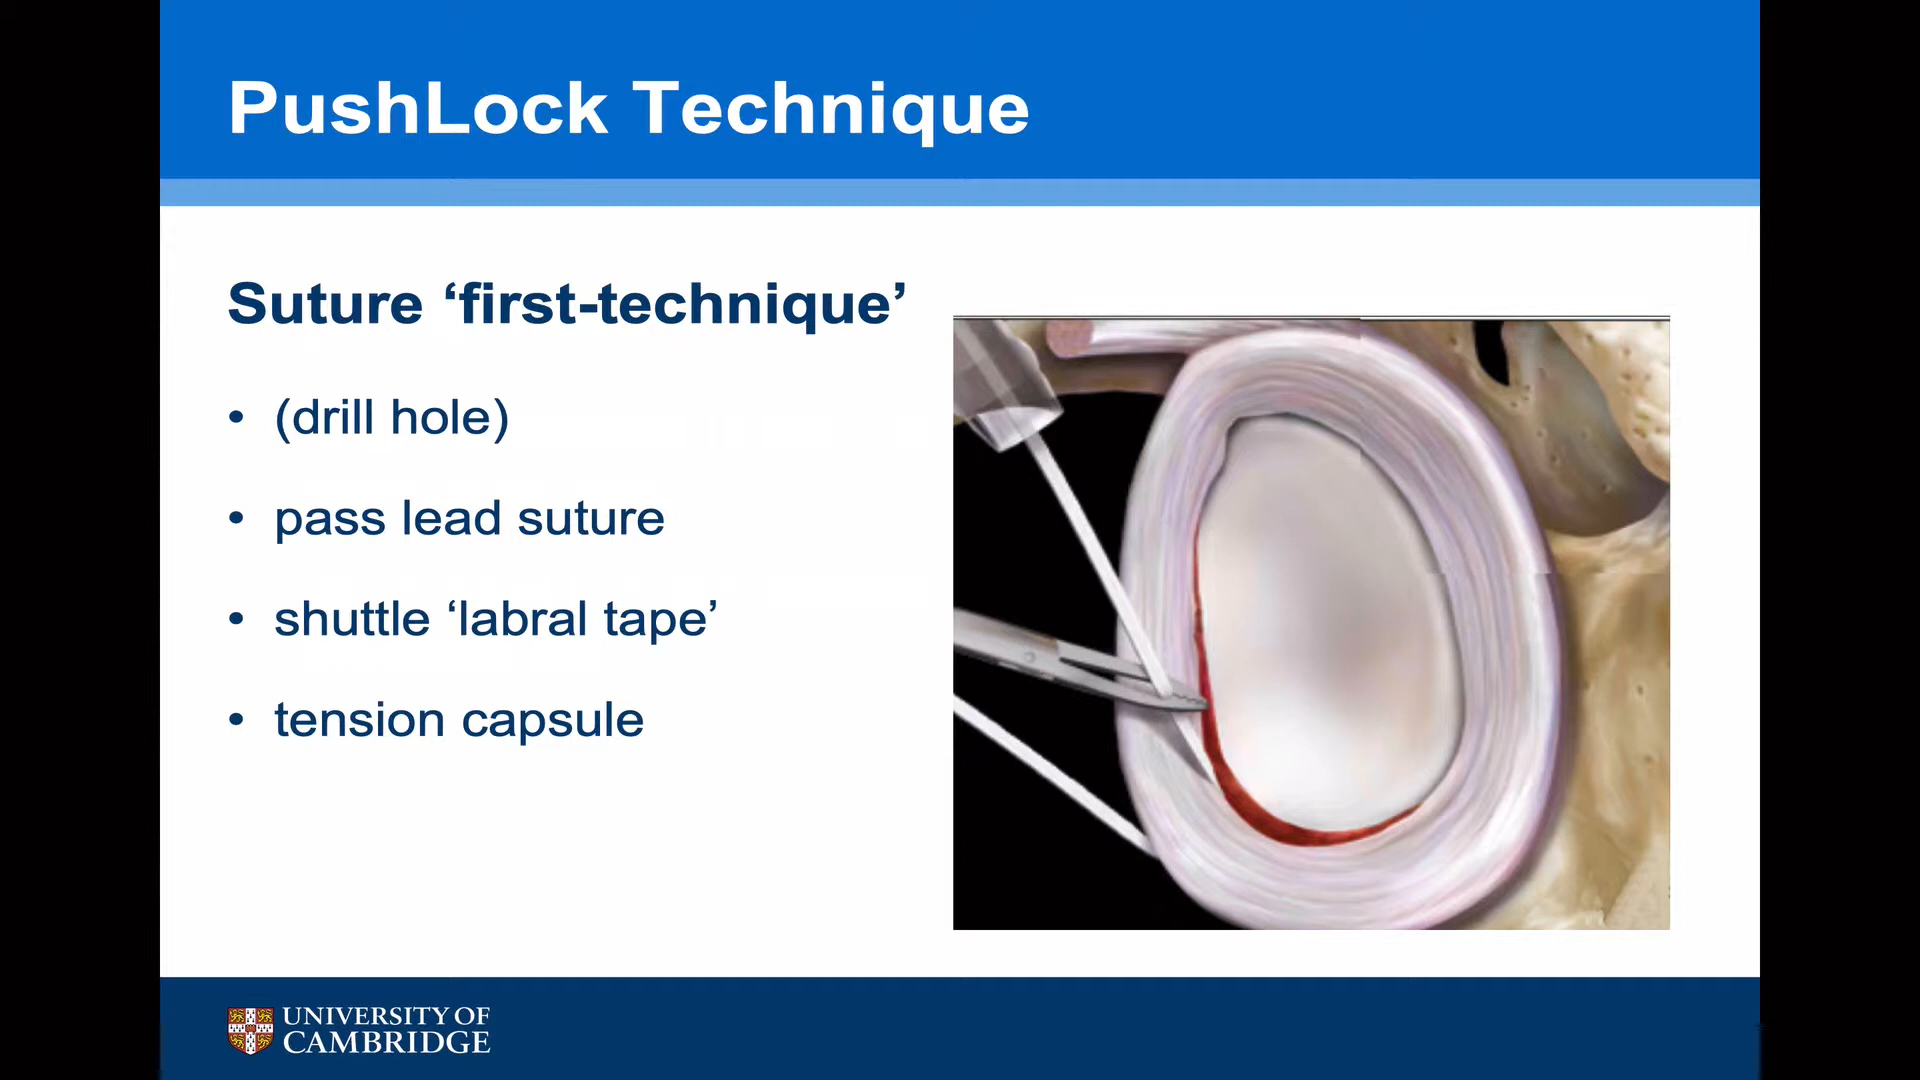 PushLock Technique
Suture ‘first-technique’
• (drill hole)
• pass lead suture
• shuttle ‘labral tape’
• tension capsule
UNIVERSITY OF
CAMBRIDGE